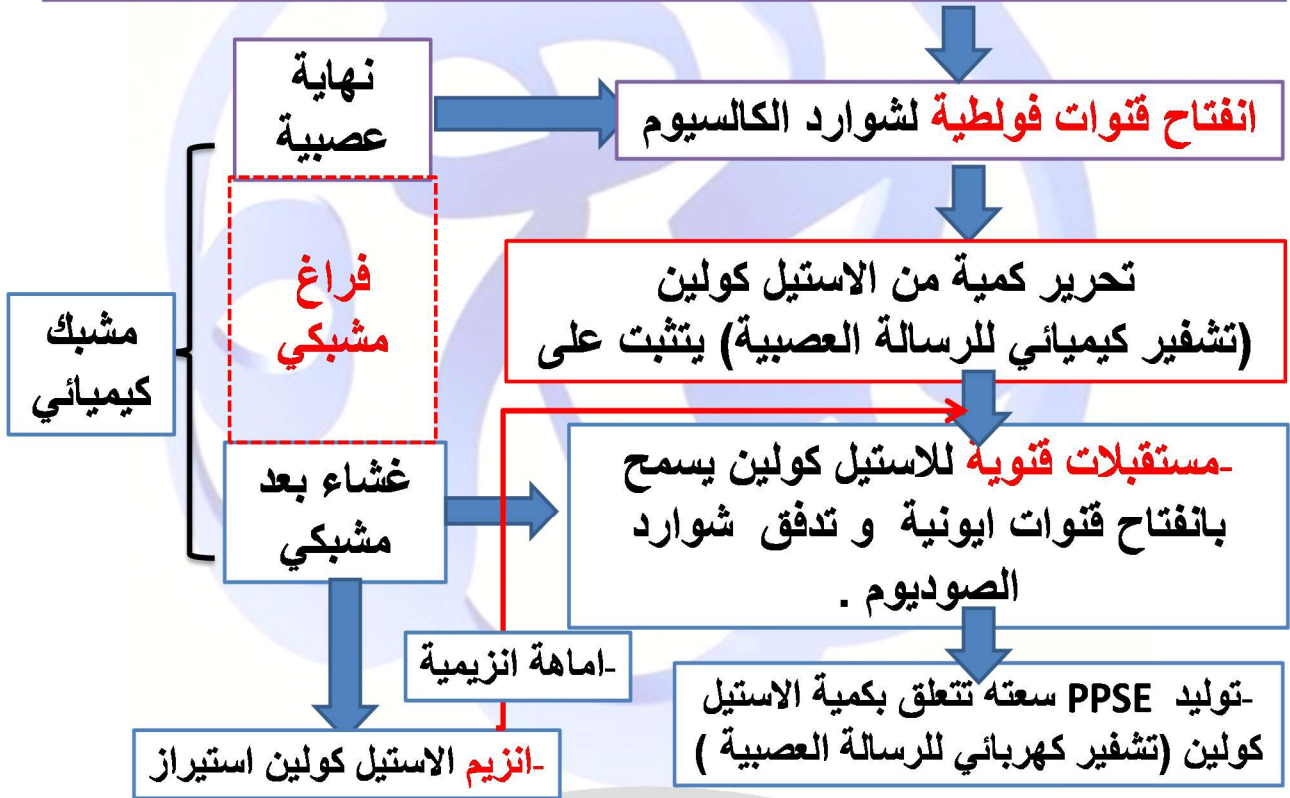 نهاية
عصبية
انفتاح قنوات فولطية لشوارد الكالسيوم
فراغ
مشبكي
تحرير كمية من الاستيل كولين
(تشفير كيميائي للرسالة العصبية) يتثبت على
مشبك
كيميائي
غشاء بعد
مشبكي
-مستقبلات قنوية للاستيل كولين يسمح
بانفتاح قنوات ايونية و تدفق شوارد
الصوديوم .
-اماهة انزيمية
-توليد PPSE سعته تتعلق بكمية الاستيل
كولين (تشفير كهربائي للرسالة العصبية )
-انزيم الاستيل كولين استيراز